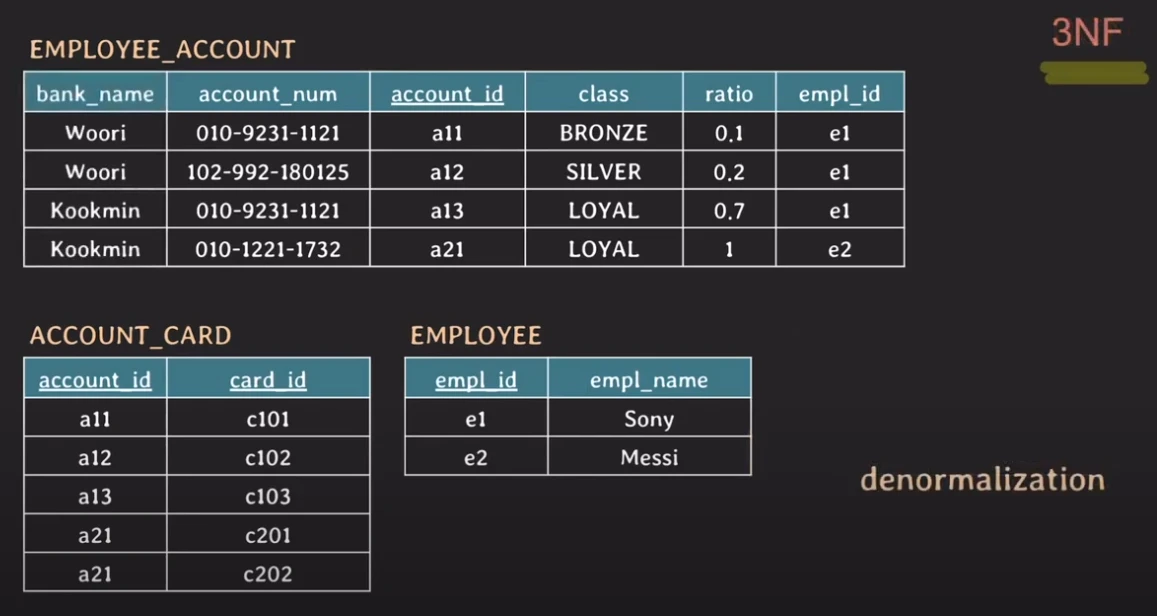 3NF
EMPLOYEE_ACCOUNT
bank_name account_num account_id class ratio empl_id
Woori 010-9231-1121 a11 BRONZE 0.1 e1
Woori 102-992-180125 a12 SILVER 0.2 e1
Kookmin 010-9231-1121 a13 LOYAL 0.7 e1
Kookmin 010-1221-1732 a21 LOYAL 1 e2
ACCOUNT_CARD
account_id card_id
a11 c101
a12 c102
a13 c103
a21 c201
a21 c202
EMPLOYEE
empl_id empl_name
e1 Sony
e2 Messi
denormalization